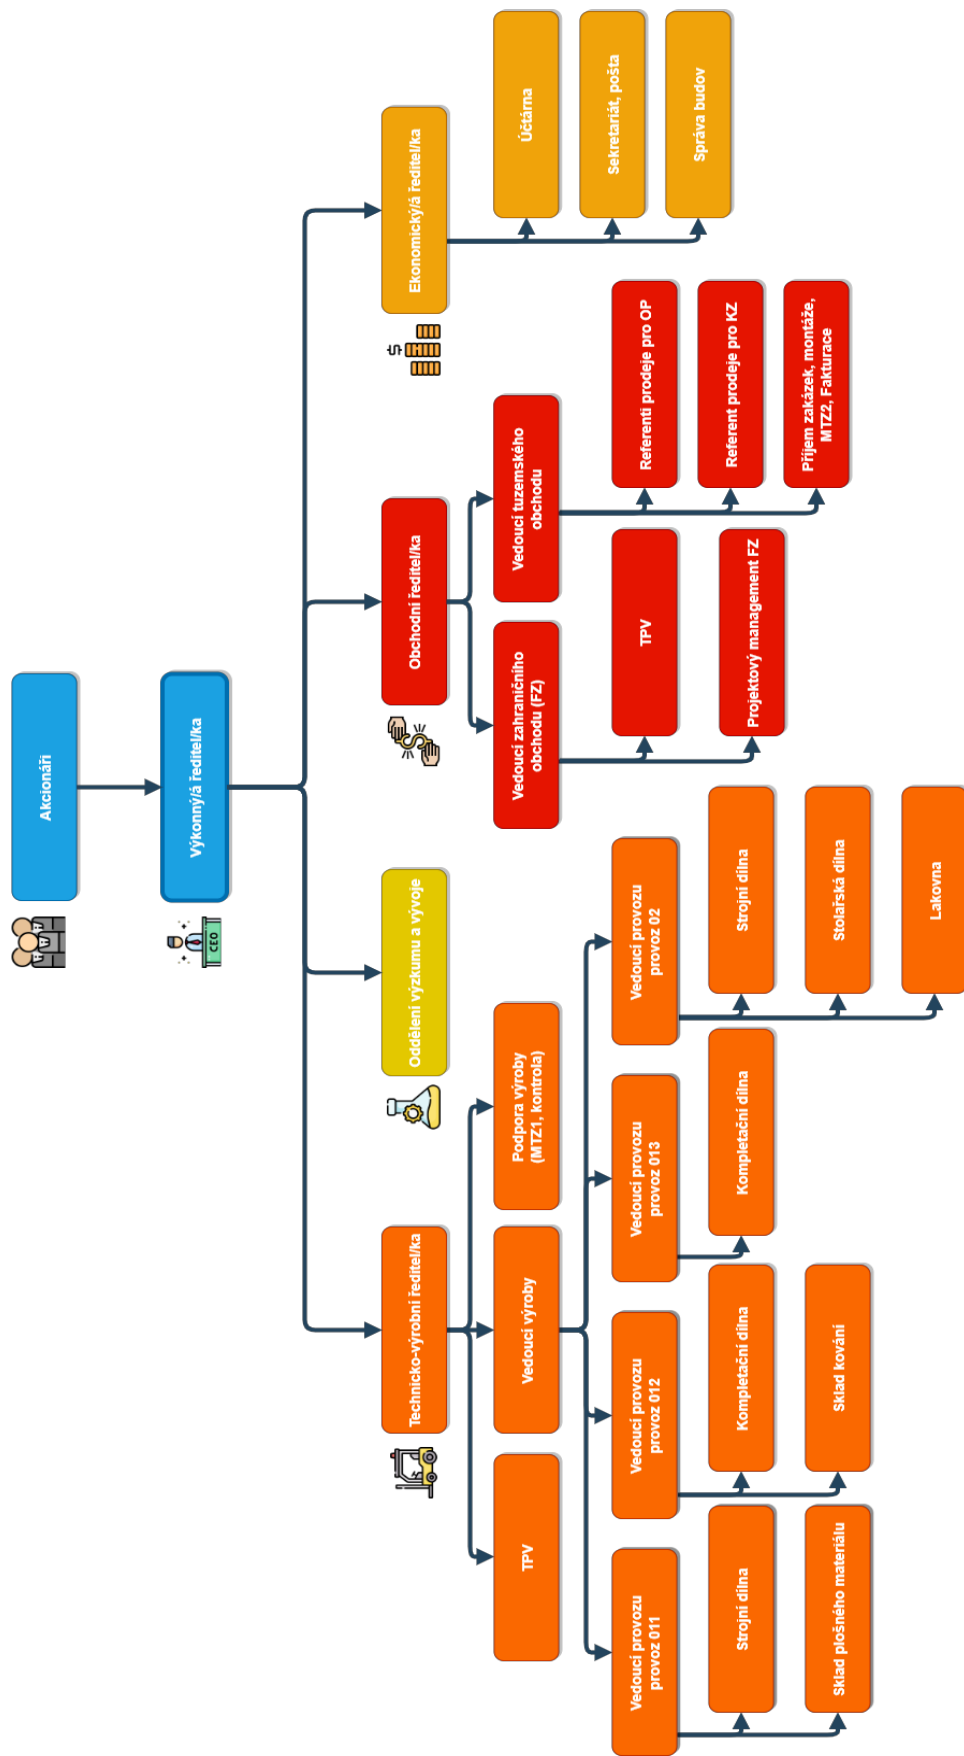 Akcionáři
Výkonný/á ředitel/ka
CEO
Technicko-výrobní ředitel/ka
Oddělení výzkumu a vývoje
Obchodní ředitel/ka
$
Ekonomický/á ředitel/ka
TPV
Vedoucí výroby
Podpora výroby
(MTZ1, kontrola)
Vedoucí zahraničního
obchodu (FZ)
Vedoucí tuzemského
obchodu
Účtárna
Sekretariát, pošta
Správa budov
Vedoucí provozu
provoz 011
Vedoucí provozu
provoz 012
Vedoucí provozu
provoz 013
Vedoucí provozu
provoz 02
TPV
Projektový management FZ
Referenti prodeje pro OP
Referent prodeje pro KZ
Příjem zakázek, montáže,
MTZ2, Fakturace
Strojní dílna
Sklad plošného materiálu
Kompletační dílna
Sklad kování
Kompletační dílna
Strojní dílna
Stolařská dílna
Lakovna